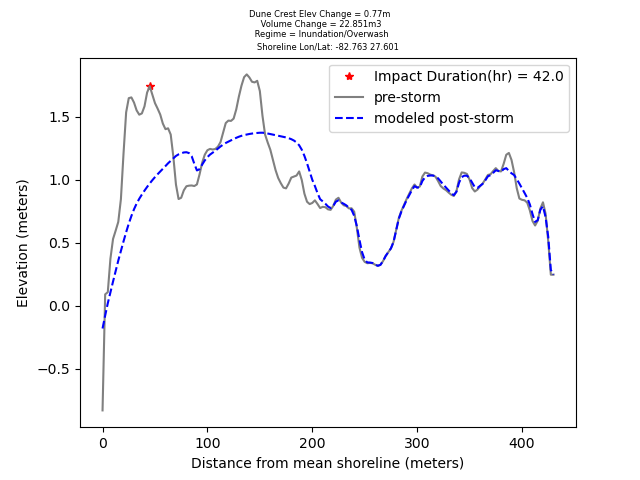 Dune Crest Elev Change = 0.77m
Volume Change = 22.851m3
Regime = Inundation/Overwash
Shoreline Lon/Lat: -82.763 27.601
Impact Duration(hr) = 42.0
pre-storm
modeled post-storm
1.5
1.0
0.5
0.0
−0.5
Elevation (meters)
0 100 200 300 400
Distance from mean shoreline (meters)